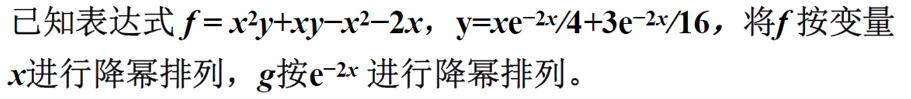 已知表达式 f = x²y+xy−x²−2x，y=xe⁻²ˣ/4+3e⁻²ˣ/16，将f 按变量
x进行降幂排列，g按e⁻²ˣ 进行降幂排列。